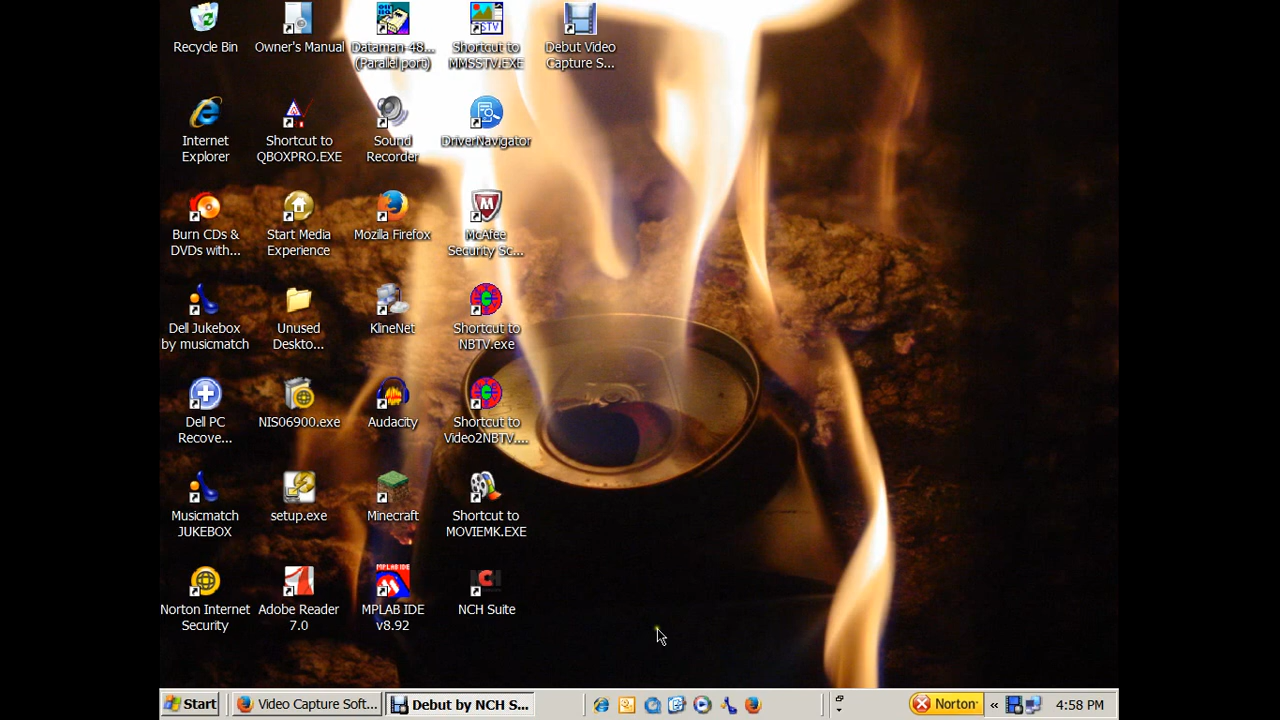 Recycle Bin
Owner's Manual
Dataman-48...
(Parallel port)
Shortcut to
MMSSTV.EXE
Debut Video
Capture S...
Internet
Explorer
Shortcut to
QBOXPRO.EXE
Sound
Recorder
DriverNavigator
Burn CDs &
DVDs with...
Start Media
Experience
Mozilla Firefox
McAfee
Security Sc...
Dell Jukebox
by musicmatch
Unused
Deskto...
KlineNet
Shortcut to
NBTV.exe
Dell PC
Recove...
NIS06900.exe
Audacity
Shortcut to
Video2NBTV....
Musicmatch
JUKEBOX
setup.exe
Minecraft
Shortcut to
MOVIEMK.EXE
Norton Internet
Security
Adobe Reader
7.0
MPLAB IDE
MPLAB IDE
v8.92
NCH Suite
Start
Video Capture Soft...
Debut by NCH S...
Norton
«
4:58 PM